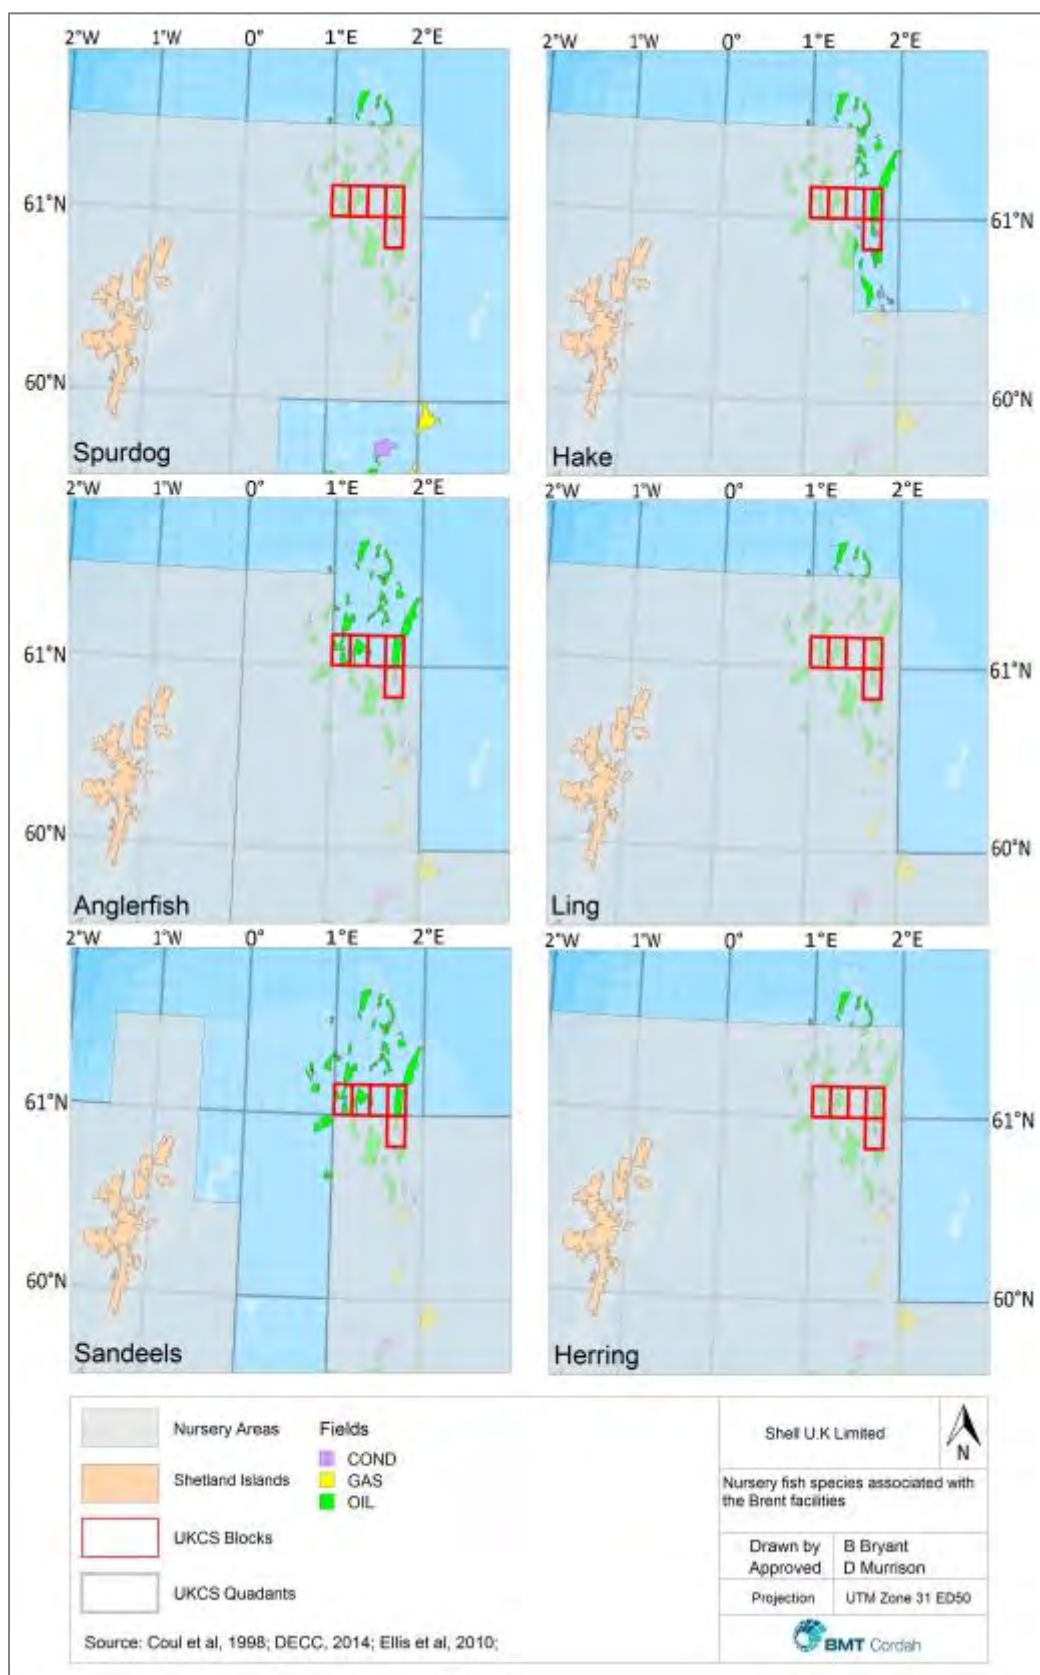 2°W 1°W 0° 1°E 2°E
2°W 1°W 0° 1°E 2°E
61°N
61°N
60°N
60°N
Spurdog
Hake
2°W 1°W 0° 1°E 2°E
2°W 1°W 0° 1°E 2°E
61°N
61°N
60°N
60°N
Anglerfish
Ling
2°W 1°W 0° 1°E 2°E
2°W 1°W 0° 1°E 2°E
61°N
61°N
60°N
60°N
Sandeels
Herring
Nursery Areas
Shetland Islands
UKCS Blocks
UKCS Quadants
Fields
COND
GAS
OIL
Source: Coul et al, 1998; DECC, 2014; Ellis et al, 2010;
Shell U.K Limited
N
Nursery fish species associated with
the Brent facilities
Drawn by B Bryant
Approved D Murrison
Projection UTM Zone 31 ED50
BMT Cordah